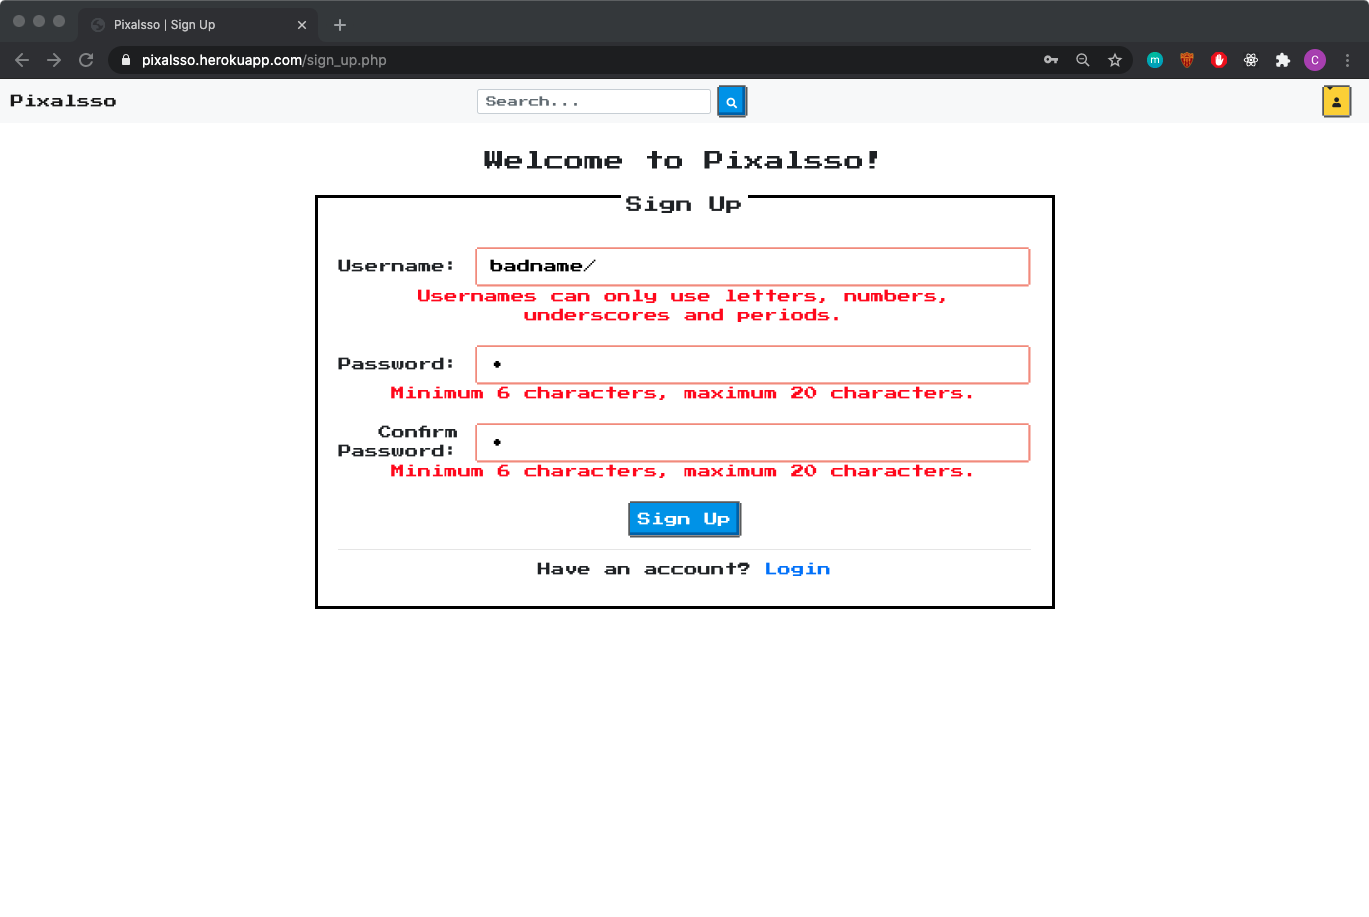 Pixalsso | Sign Up
pixalsso.herokuapp.com/sign_up.php
m
C
Pixalsso
Search...
Welcome to Pixalsso!
Sign Up
Username: badname/
Usernames can only use letters, numbers,
underscores and periods.
Password: •
Minimum 6 characters, maximum 20 characters.
Confirm
Password: •
Minimum 6 characters, maximum 20 characters.
Sign Up
Have an account? Login